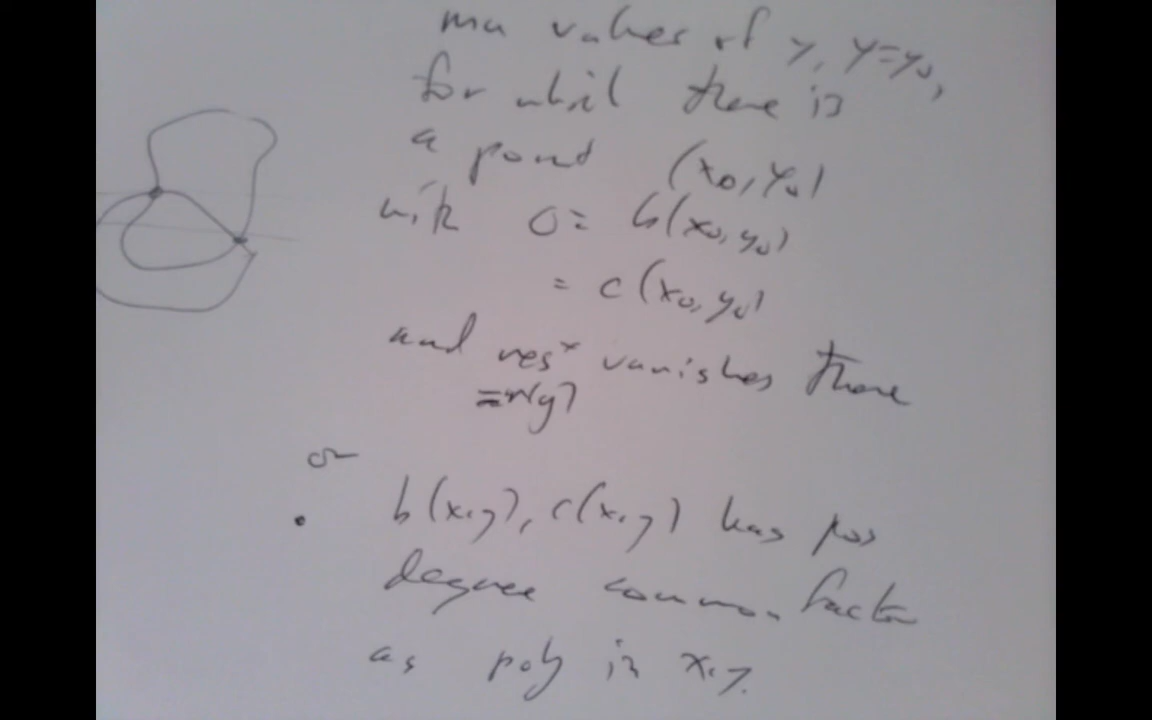 values of y, y=y₀,
for which there is
a point (x₀, y₀)
with 0 = b(x₀, y₀)
= c(x₀, y₀)
and resˣ vanishes there
= r(y)
or
• b(x,y), c(x,y) has pos
degree common factor
as poly in x,y.